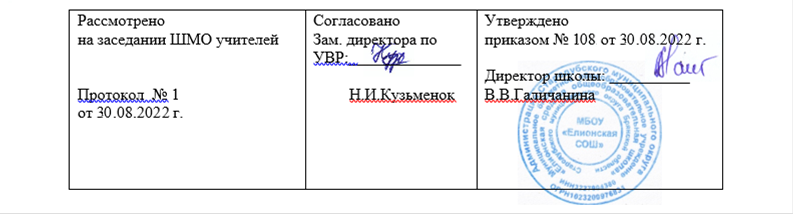 Рассмотрено
на заседании ШМО учителей
Протокол № 1
от 30.08.2022 г.
Согласовано
Зам. директора по
УВР:
Н.И.Кузьменок
Утверждено
приказом № 108 от 30.08.2022 г.
Директор школы:
В.В.Галичанина
МБОУ
«Елионская
СОШ»